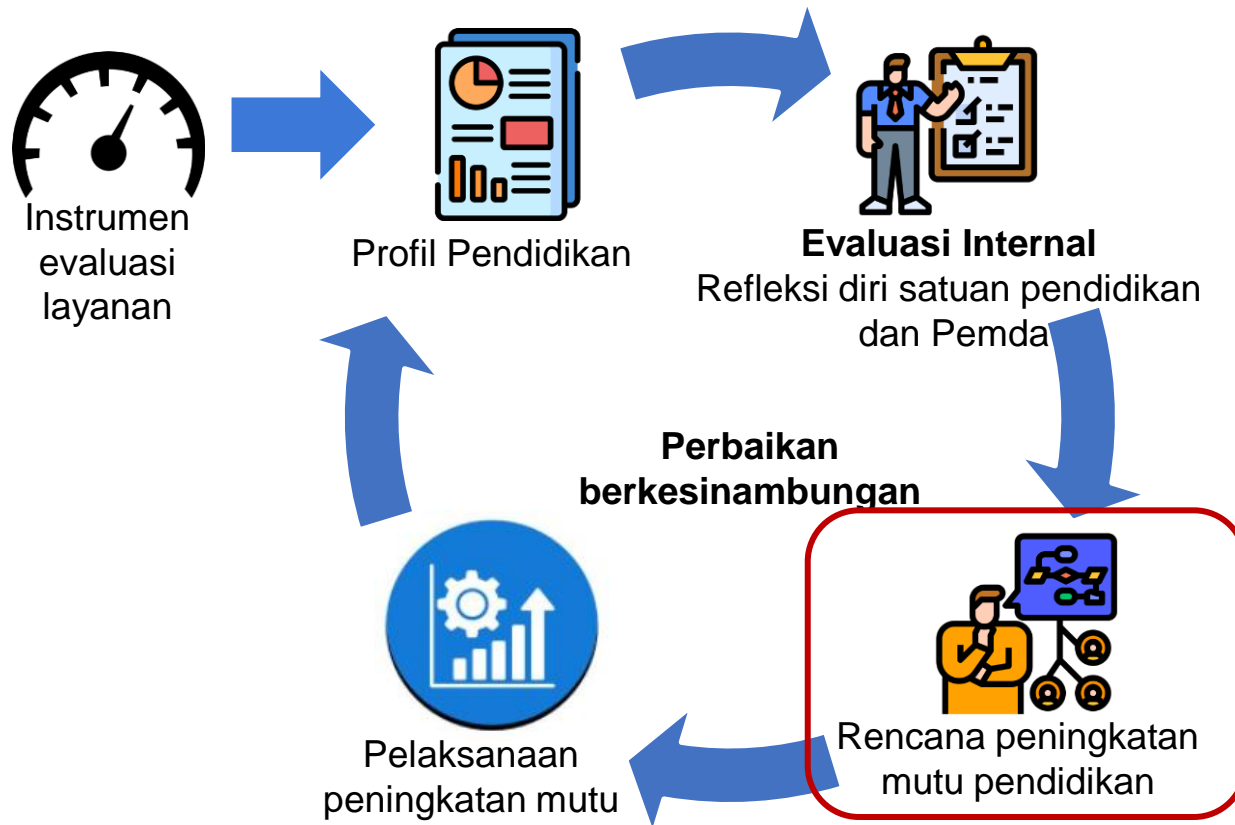 Instrumen
evaluasi
layanan
Profil Pendidikan
Evaluasi Internal
Refleksi diri satuan pendidikan
dan Pemda
Perbaikan
berkesinambungan
Rencana peningkatan
mutu pendidikan
Pelaksanaan
peningkatan mutu